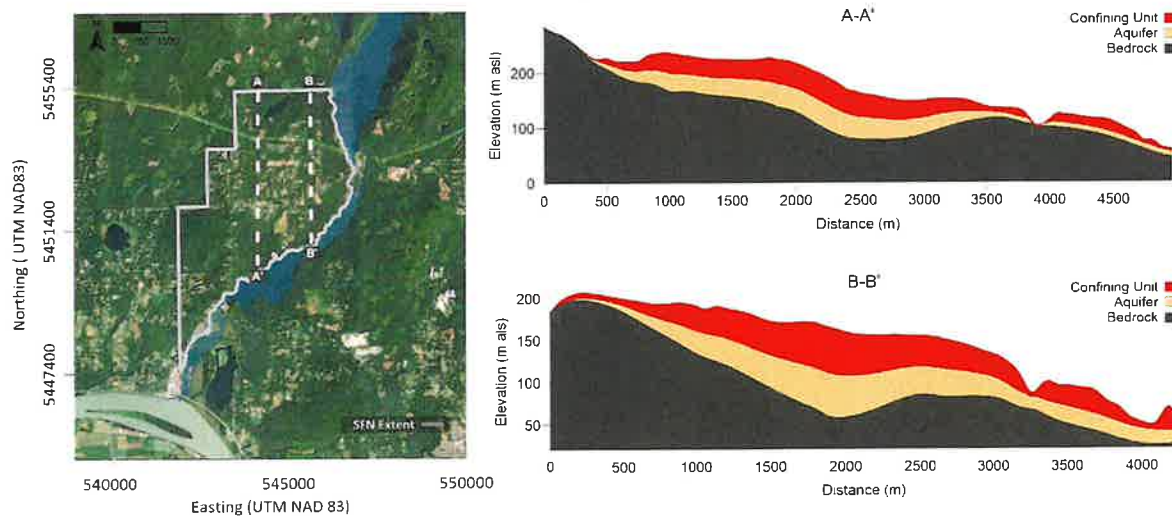 A
B
A'
B'
SFN Extent
5455400
5451400
5447400
Northing ( UTM NAD83)
540000
545000
550000
Easting (UTM NAD 83)
A-A'
Confining Unit
Aquifer
Bedrock
200
100
0
Elevation (m asl)
0
500
1000
1500
2000
2500
3000
3500
4000
4500
Distance (m)
B-B'
Confining Unit
Aquifer
Bedrock
200
150
100
50
Elevation (m als)
0
500
1000
1500
2000
2500
3000
3500
4000
Distance (m)